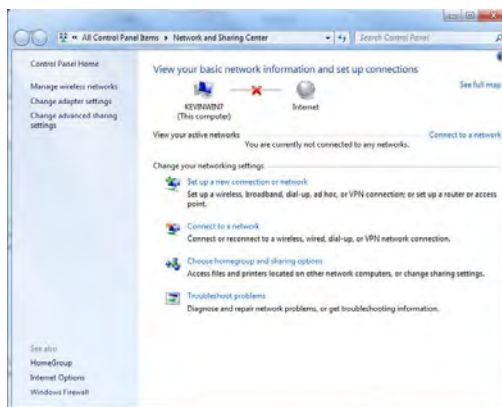 « All Control Panel Items ▸ Network and Sharing Center
Search Control Panel
Control Panel Home
Manage wireless networks
Change adapter settings
Change advanced sharing
settings
See also
HomeGroup
Internet Options
Windows Firewall
View your basic network information and set up connections
See full map
KEVINWIN7
(This computer)
Internet
View your active networks
Connect to a network
You are currently not connected to any networks.
Change your networking settings
Set up a new connection or network
Set up a wireless, broadband, dial-up, ad hoc, or VPN connection; or set up a router or access
point.
Connect to a network
Connect or reconnect to a wireless, wired, dial-up, or VPN network connection.
Choose homegroup and sharing options
Access files and printers located on other network computers, or change sharing settings.
Troubleshoot problems
Diagnose and repair network problems, or get troubleshooting information.